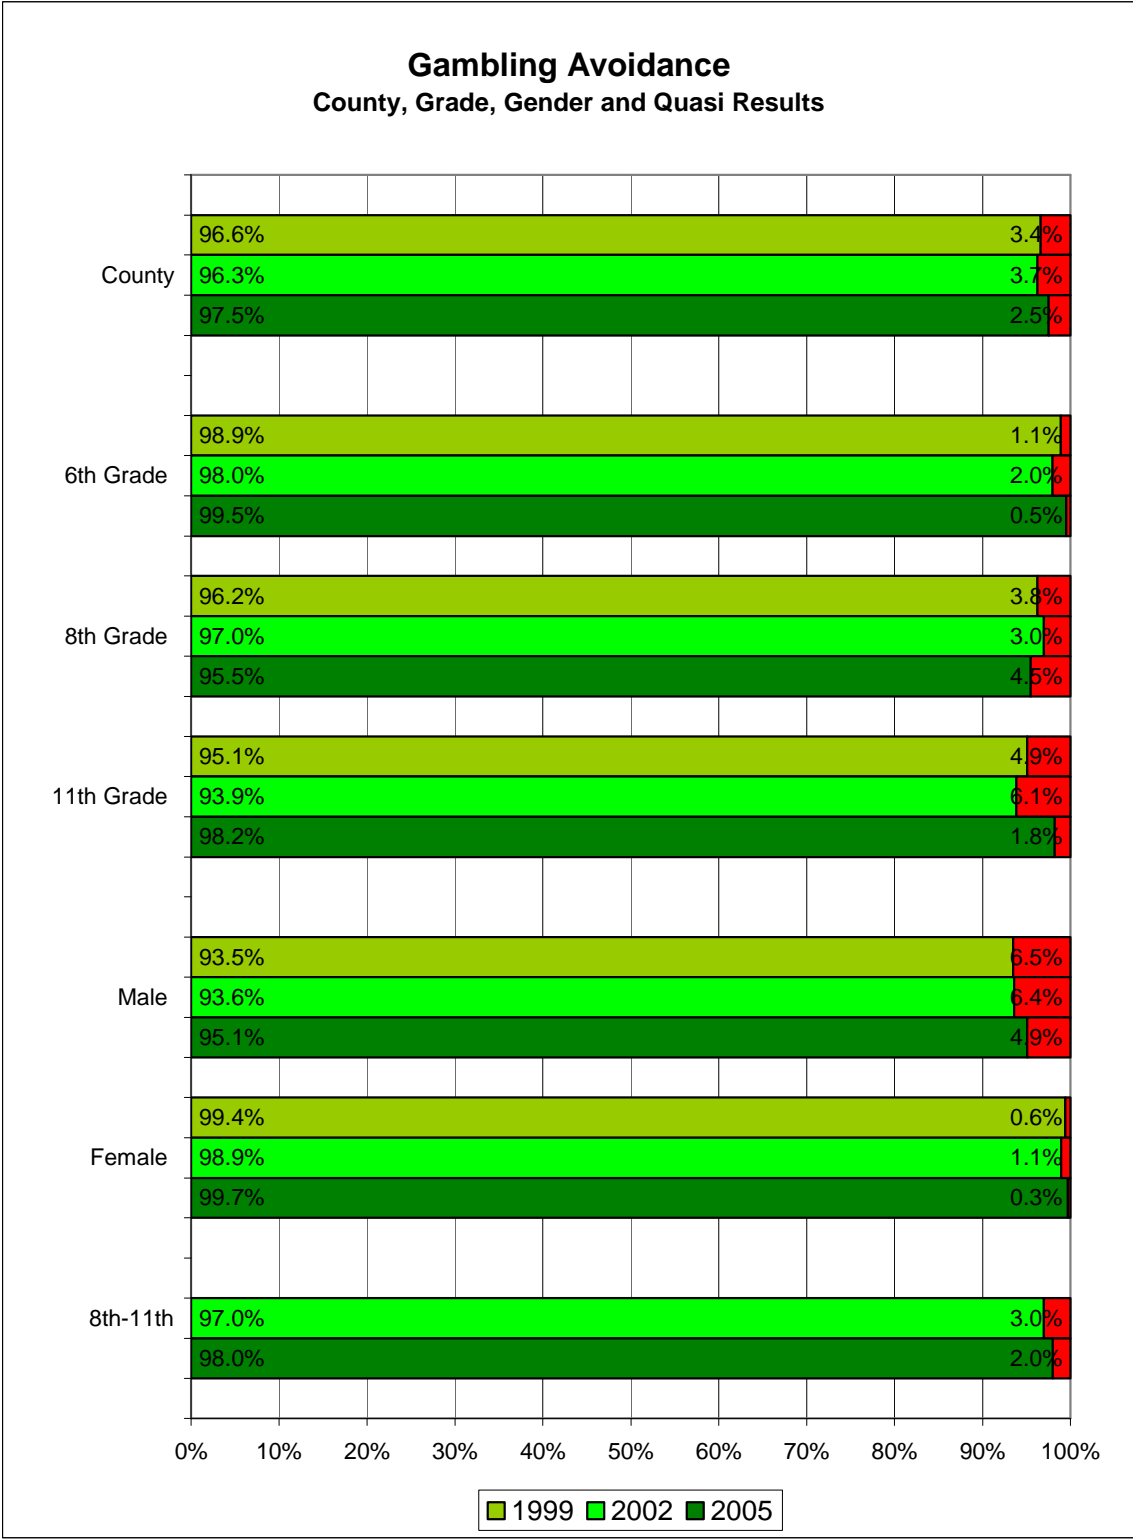 Gambling Avoidance
County, Grade, Gender and Quasi Results
96.6% 3.4%
County
96.3% 3.7%
97.5% 2.5%
98.9% 1.1%
6th Grade
98.0% 2.0%
99.5% 0.5%
96.2% 3.8%
8th Grade
97.0% 3.0%
95.5% 4.5%
95.1% 4.9%
11th Grade
93.9% 6.1%
98.2% 1.8%
93.5% 6.5%
Male
93.6% 6.4%
95.1% 4.9%
99.4% 0.6%
Female
98.9% 1.1%
99.7% 0.3%
8th-11th
97.0% 3.0%
98.0% 2.0%
0% 10% 20% 30% 40% 50% 60% 70% 80% 90% 100%
1999 2002 2005